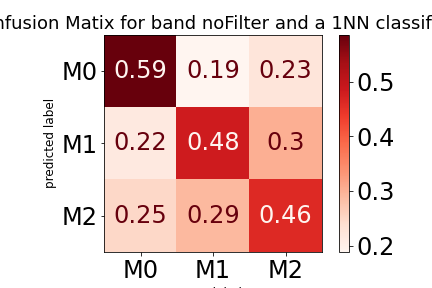 nfusion Matix for band noFilter and a 1NN classif
M0 0.59 0.19 0.23
M1 0.22 0.48 0.3
M2 0.25 0.29 0.46
M0 M1 M2
predicted label
0.5
0.4
0.3
0.2